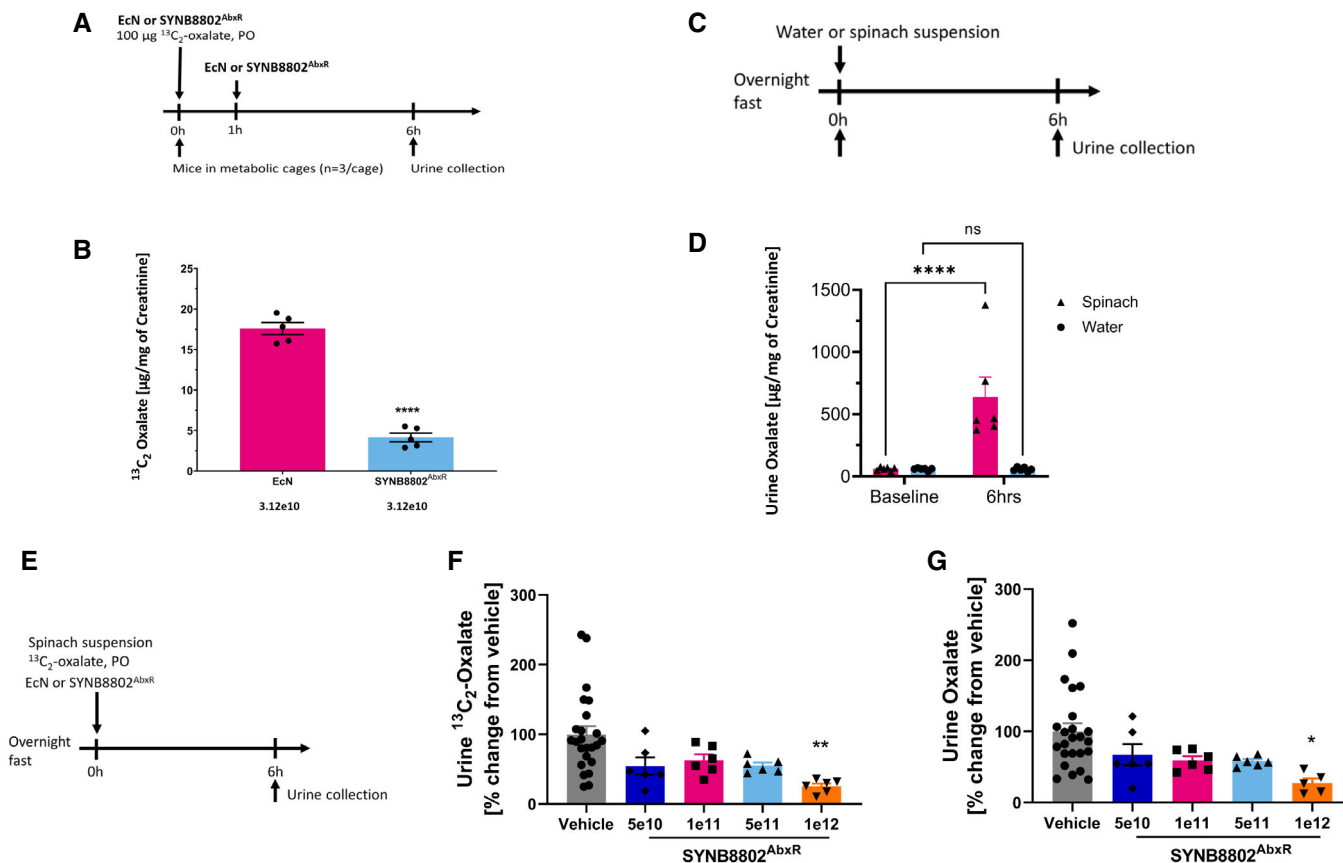 A
EcN or SYNB8802AbxR
100 µg 13C2-oxalate, PO
EcN or SYNB8802AbxR
0h
1h
6h
Mice in metabolic cages (n=3/cage)
Urine collection
B
13C2 Oxalate [µg/mg of Creatinine]
25
20
15
10
5
0
****
EcN
SYNB8802AbxR
3.12e10
3.12e10
C
Water or spinach suspension
Overnight
fast
0h
6h
Urine collection
D
Urine Oxalate [µg/mg of Creatinine]
ns
****
1500
1000
500
0
Baseline
6hrs
Spinach
Water
E
Spinach suspension
13C2-oxalate, PO
EcN or SYNB8802AbxR
Overnight
fast
0h
6h
Urine collection
F
Urine 13C2-Oxalate
[% change from vehicle]
300
200
100
0
**
Vehicle
5e10
1e11
5e11
1e12
SYNB8802AbxR
G
Urine Oxalate
[% change from vehicle]
300
200
100
0
*
Vehicle
5e10
1e11
5e11
1e12
SYNB8802AbxR